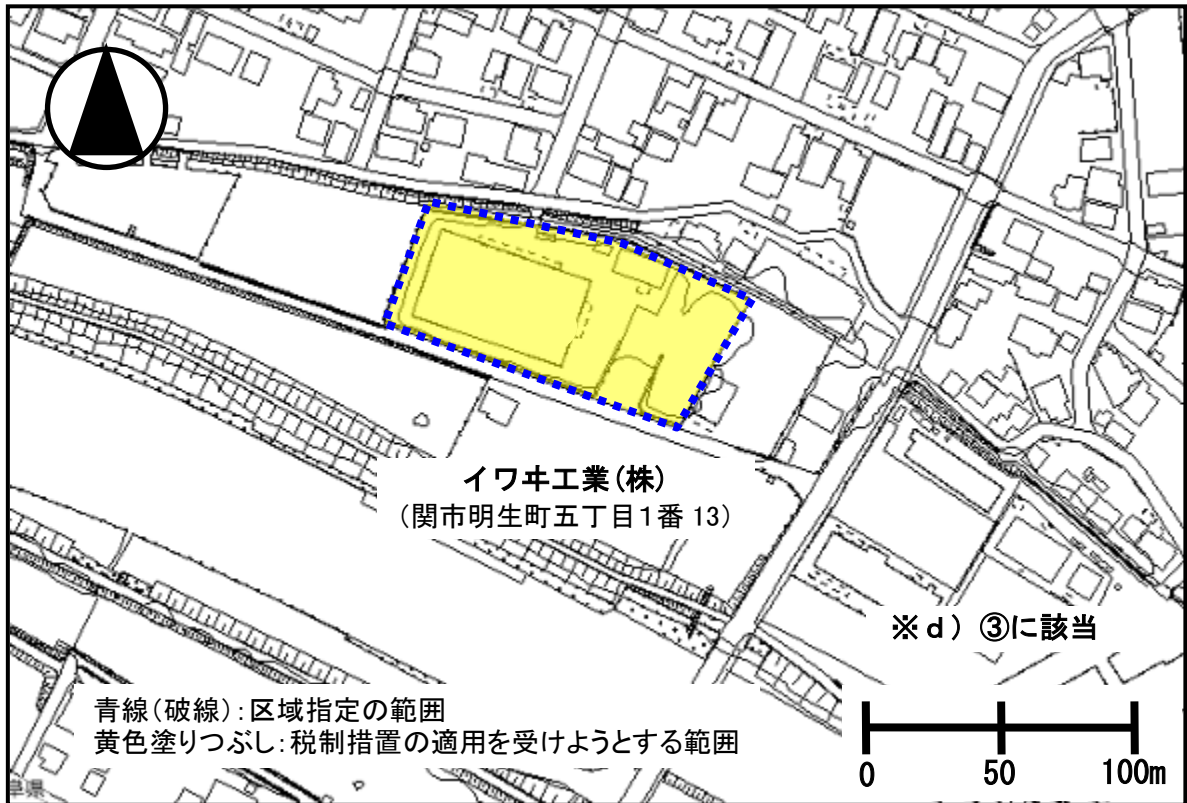 イワヰ工業(株)
(関市明生町五丁目1番 13)
※ d) ③に該当
青線(破線):区域指定の範囲
黄色塗りつぶし:税制措置の適用を受けようとする範囲
0 50 100m
阜県